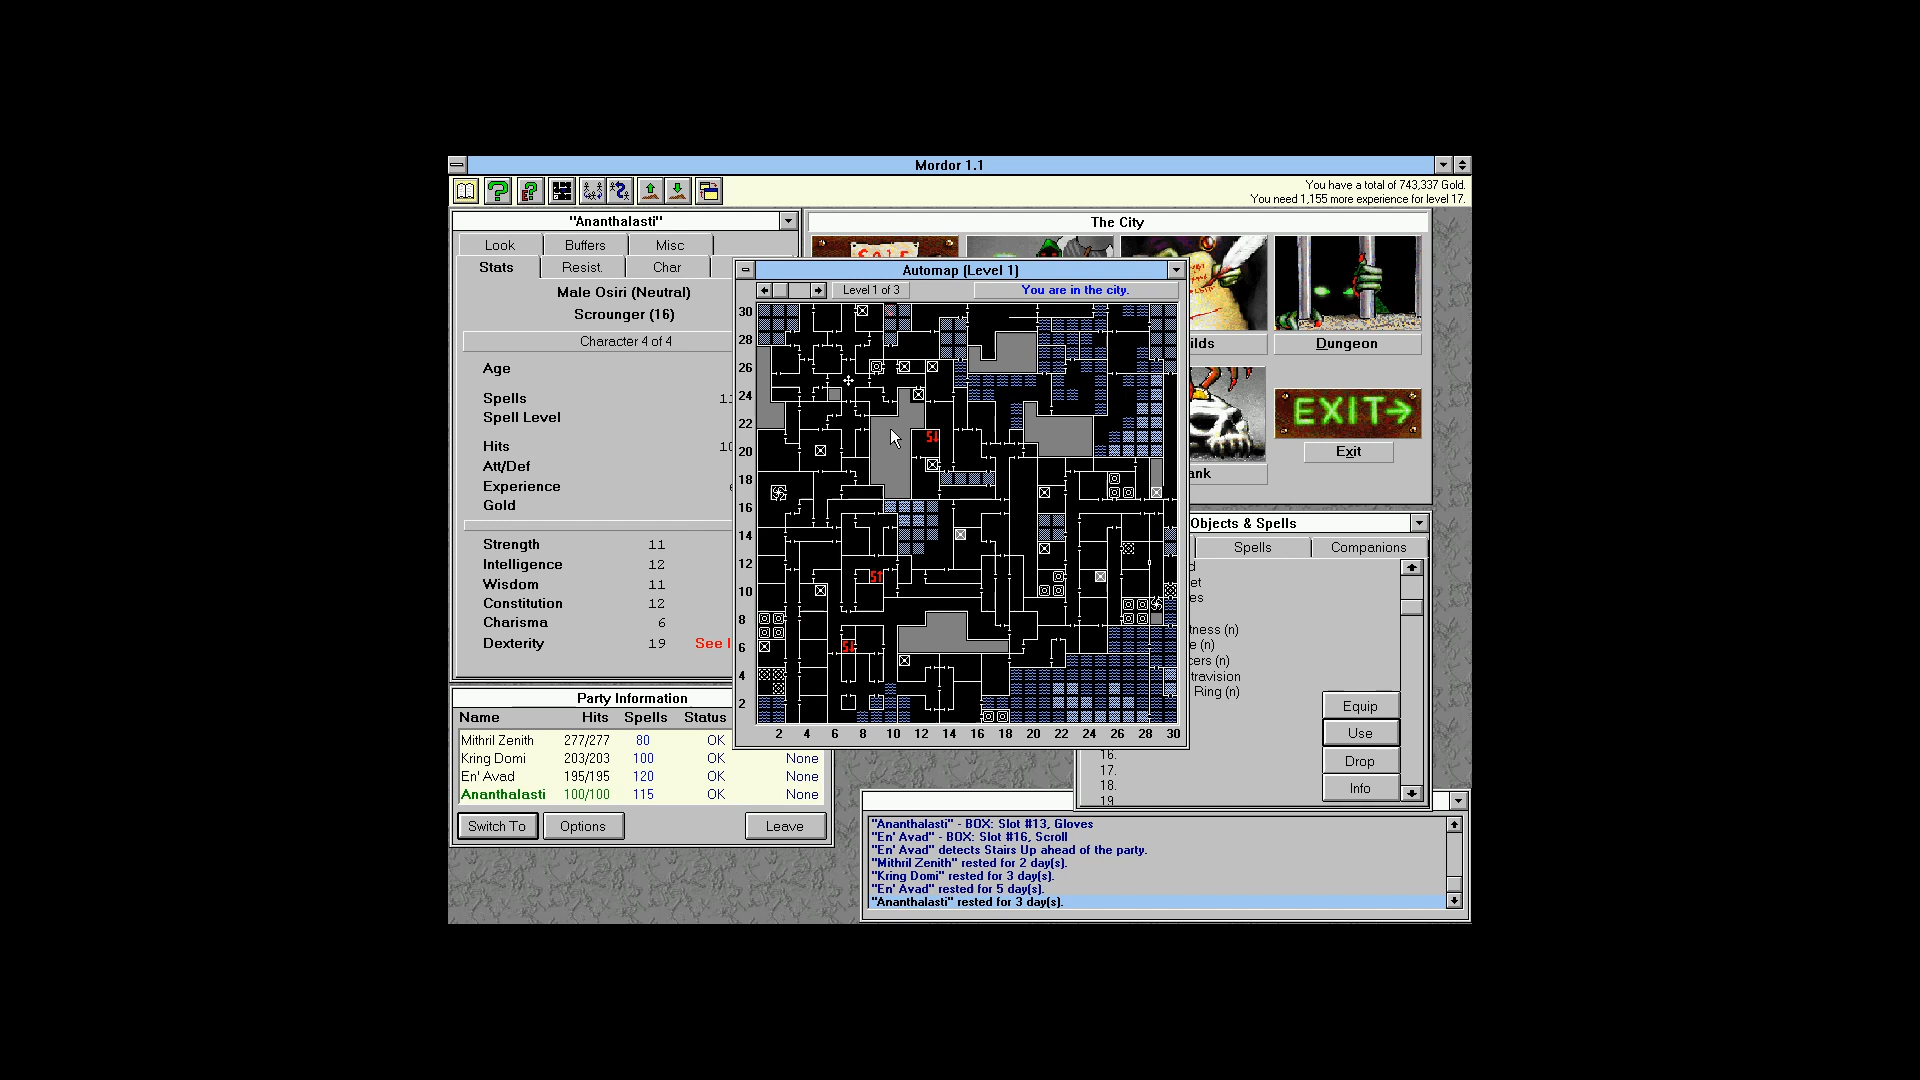 Mordor 1.1
You have a total of 743,337 Gold.
You need 1,155 more experience for level 17.
"Ananthalasti"
Look Buffers Misc
Stats Resist. Char
Male Osiri (Neutral)
Scrounger (16)
Character 4 of 4
Age
Spells
Spell Level
Hits
Att/Def
Experience
Gold
Strength 11
Intelligence 12
Wisdom 11
Constitution 12
Charisma 6
Dexterity 19 See
Party Information
Name Hits Spells Status
Mithril Zenith 277/277 80 OK
Kring Domi 203/203 100 OK None
En' Avad 195/195 120 OK None
Ananthalasti 100/100 115 OK None
Switch To Options Leave
The City
Dungeon
EXIT
Exit
Automap (Level 1)
Level 1 of 3 You are in the city.
30
28
26
24
22
20
18
16
14
12
10
8
6
4
2
2 4 6 8 10 12 14 16 18 20 22 24 26 28 30
Objects & Spells
Spells Companions
(n)
(n)
(n)
Ring (n)
16.
17.
18.
19
Equip
Use
Drop
Info
"Ananthalasti" - BOX: Slot #13, Gloves
"En' Avad" - BOX: Slot #16, Scroll
"En' Avad" detects Stairs Up ahead of the party.
"Mithril Zenith" rested for 2 day(s).
"Kring Domi" rested for 3 day(s).
"En' Avad" rested for 5 day(s).
"Ananthalasti" rested for 3 day(s).